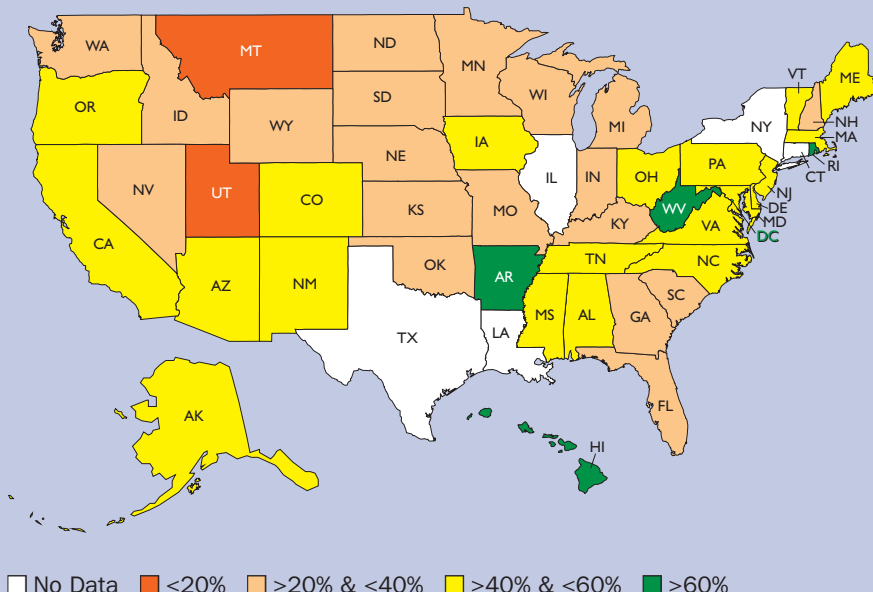 WA
MT
ND
MN
VT
ME
OR
ID
SD
WI
MI
NY
NH
MA
WY
IA
NE
PA
RI
CT
NV
UT
CO
IL
IN
OH
NJ
DE
MD
DC
CA
KS
MO
WV
VA
KY
AZ
NM
OK
AR
TN
NC
SC
TX
LA
MS
AL
GA
FL
AK
HI
No Data <20% >20% & <40% >40% & <60% >60%